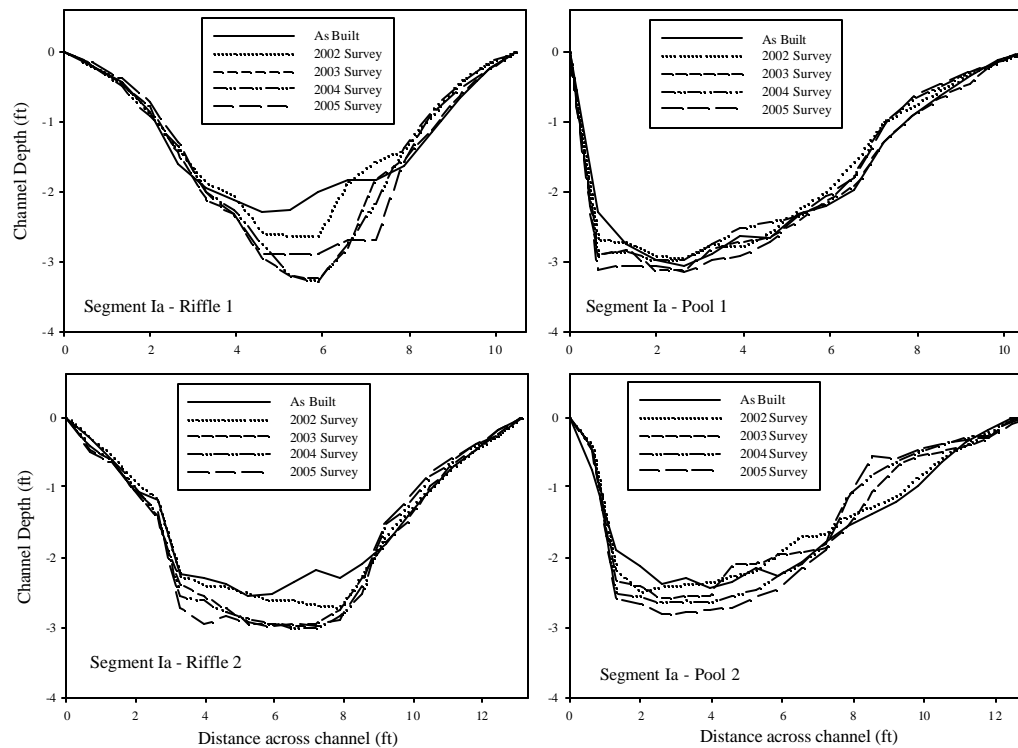 Channel Depth (ft)
0
-1
-2
-3
-4
As Built
2002 Survey
2003 Survey
2004 Survey
2005 Survey
Segment Ia - Riffle 1
0 2 4 6 8 10
0
-1
-2
-3
-4
As Built
2002 Survey
2003 Survey
2004 Survey
2005 Survey
Segment Ia - Pool 1
0 2 4 6 8 10
Channel Depth (ft)
0
-1
-2
-3
-4
As Built
2002 Survey
2003 Survey
2004 Survey
2005 Survey
Segment Ia - Riffle 2
0 2 4 6 8 10 12
Distance across channel (ft)
0
-1
-2
-3
-4
As Built
2002 Survey
2003 Survey
2004 Survey
2005 Survey
Segment Ia - Pool 2
0 2 4 6 8 10 12
Distance across channel (ft)